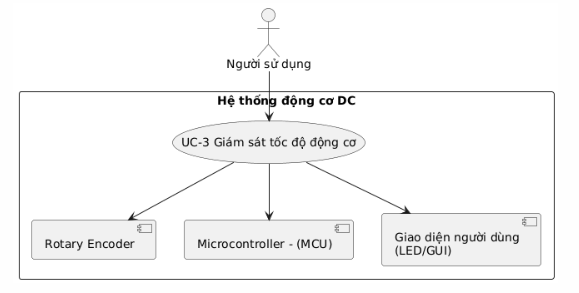 Người sử dụng
Hệ thống động cơ DC
UC-3 Giám sát tốc độ động cơ
Rotary Encoder
Microcontroller - (MCU)
Giao diện người dùng
(LED/GUI)